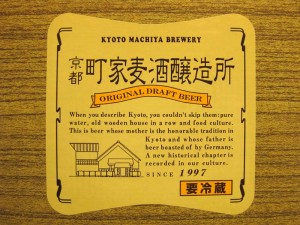 KYOTO MACHIYA BREWERY
京都 町家麦酒醸造所
ORIGINAL DRAFT BEER
When you describe Kyoto, you couldn't skip them:pure
water, old wooden house in a raw and food culture.
This is beer whose mother is the honorable tradition in
Kyoto and whose father is
beer boasted of by Germany.
A new historical chapter is
recorded in our culture.
SINCE 1997
要冷蔵